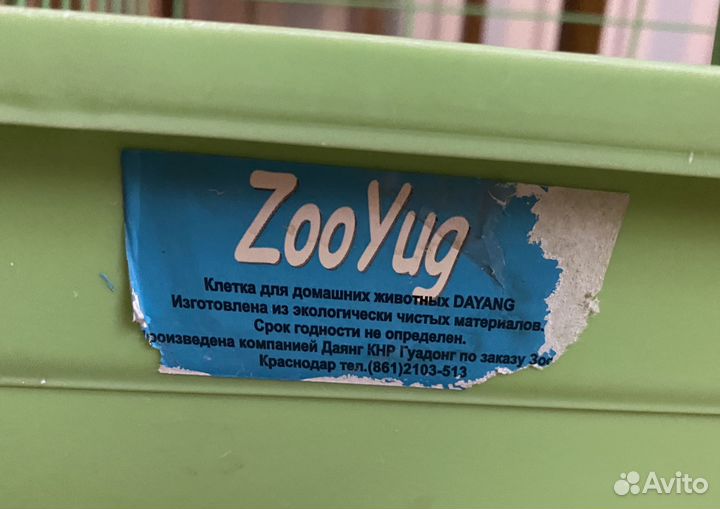 ZooYug
Клетка для домашних животных DAYANG
Изготовлена из экологически чистых материалов.
Срок годности не определен.
роизведена компанией Даянг КНР Гуадонг по заказу Зоо
Краснодар тел.(861)2103-513
Avito